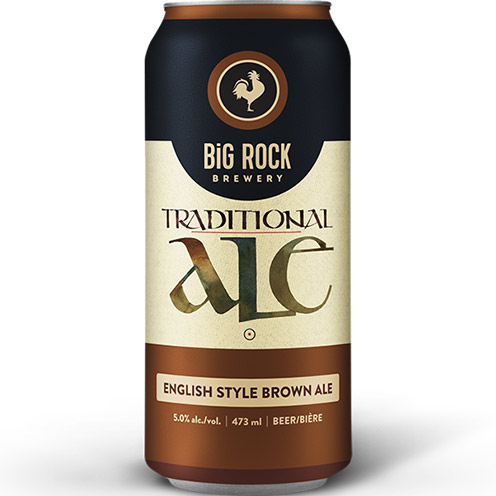 BiG ROCK
BREWERY
TRADITIONAL
ALE
ENGLISH STYLE BROWN ALE
5.0% alc./vol. | 473 ml | BEER/BIÈRE